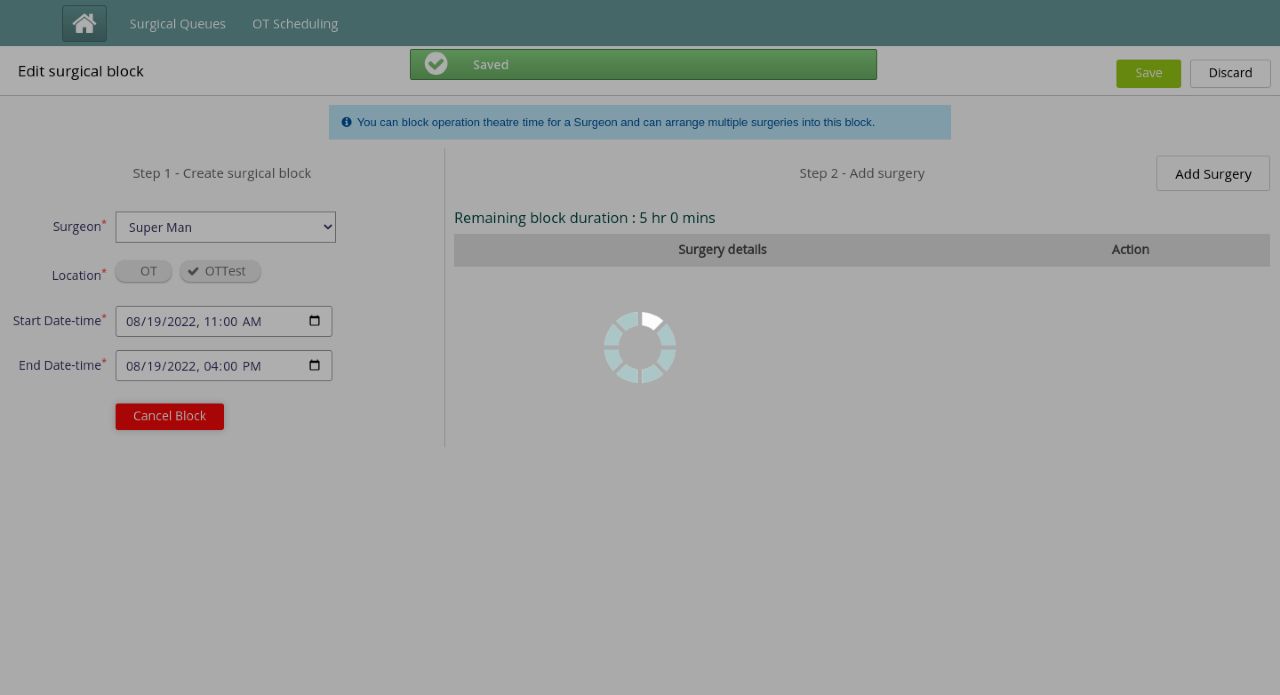 Surgical Queues
OT Scheduling
Edit surgical block
Saved
Save
Discard
You can block operation theatre time for a Surgeon and can arrange multiple surgeries into this block.
Step 1 - Create surgical block
Step 2 - Add surgery
Add Surgery
Surgeon*
Super Man
Location*
OT
OTTest
Start Date-time*
08/19/2022, 11:00 AM
End Date-time*
08/19/2022, 04:00 PM
Cancel Block
Remaining block duration : 5 hr 0 mins
Surgery details
Action